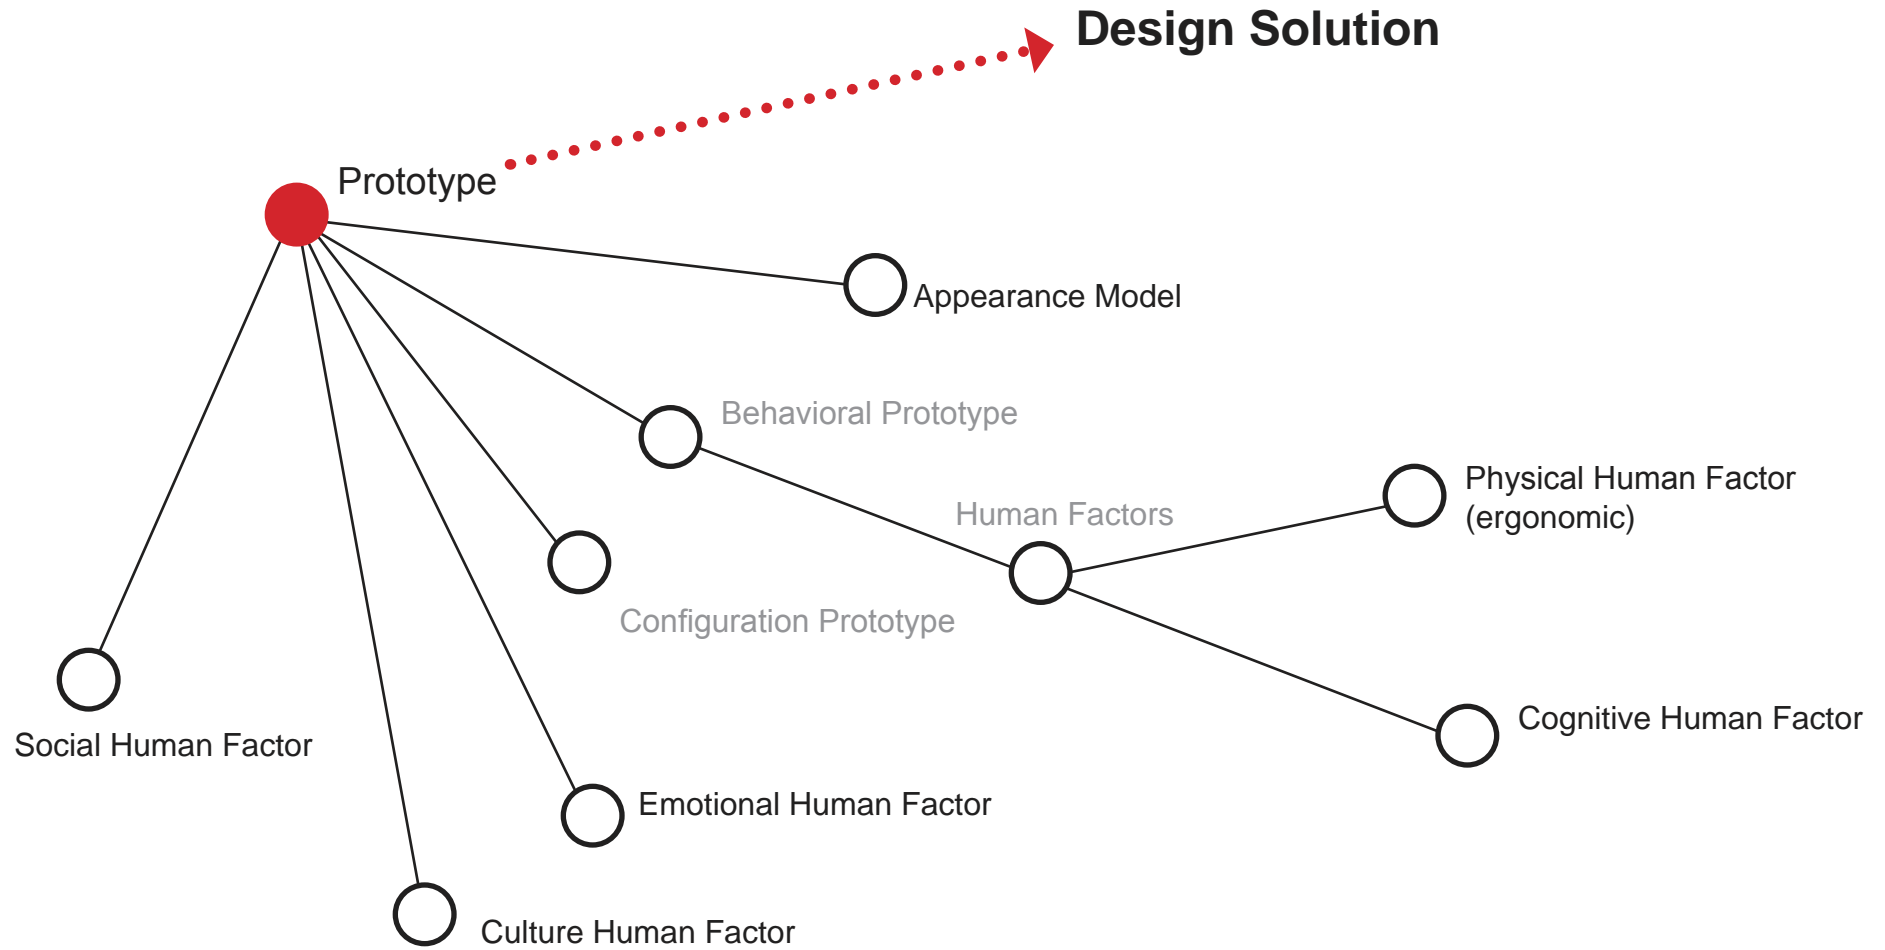 Design Solution
Prototype
Appearance Model
Behavioral Prototype
Physical Human Factor
(ergonomic)
Human Factors
Configuration Prototype
Cognitive Human Factor
Social Human Factor
Emotional Human Factor
Culture Human Factor